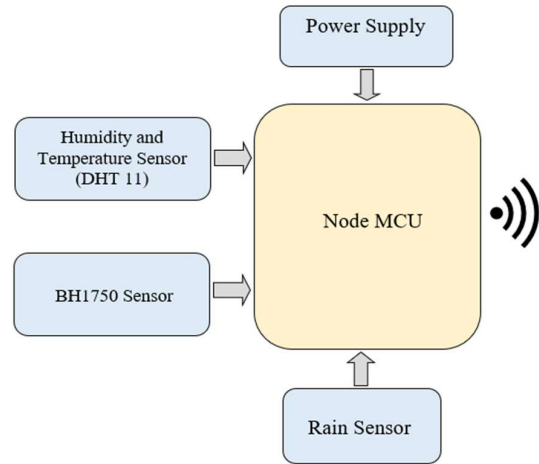 Power Supply
Humidity and
Temperature Sensor
(DHT 11)
Node MCU
BH1750 Sensor
Rain Sensor